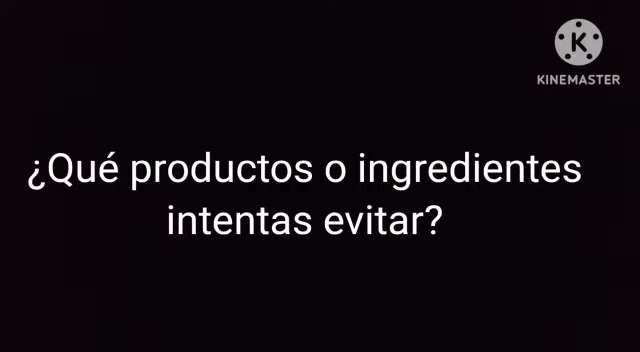 K
KINEMASTER
¿Qué productos o ingredientes
intentas evitar?